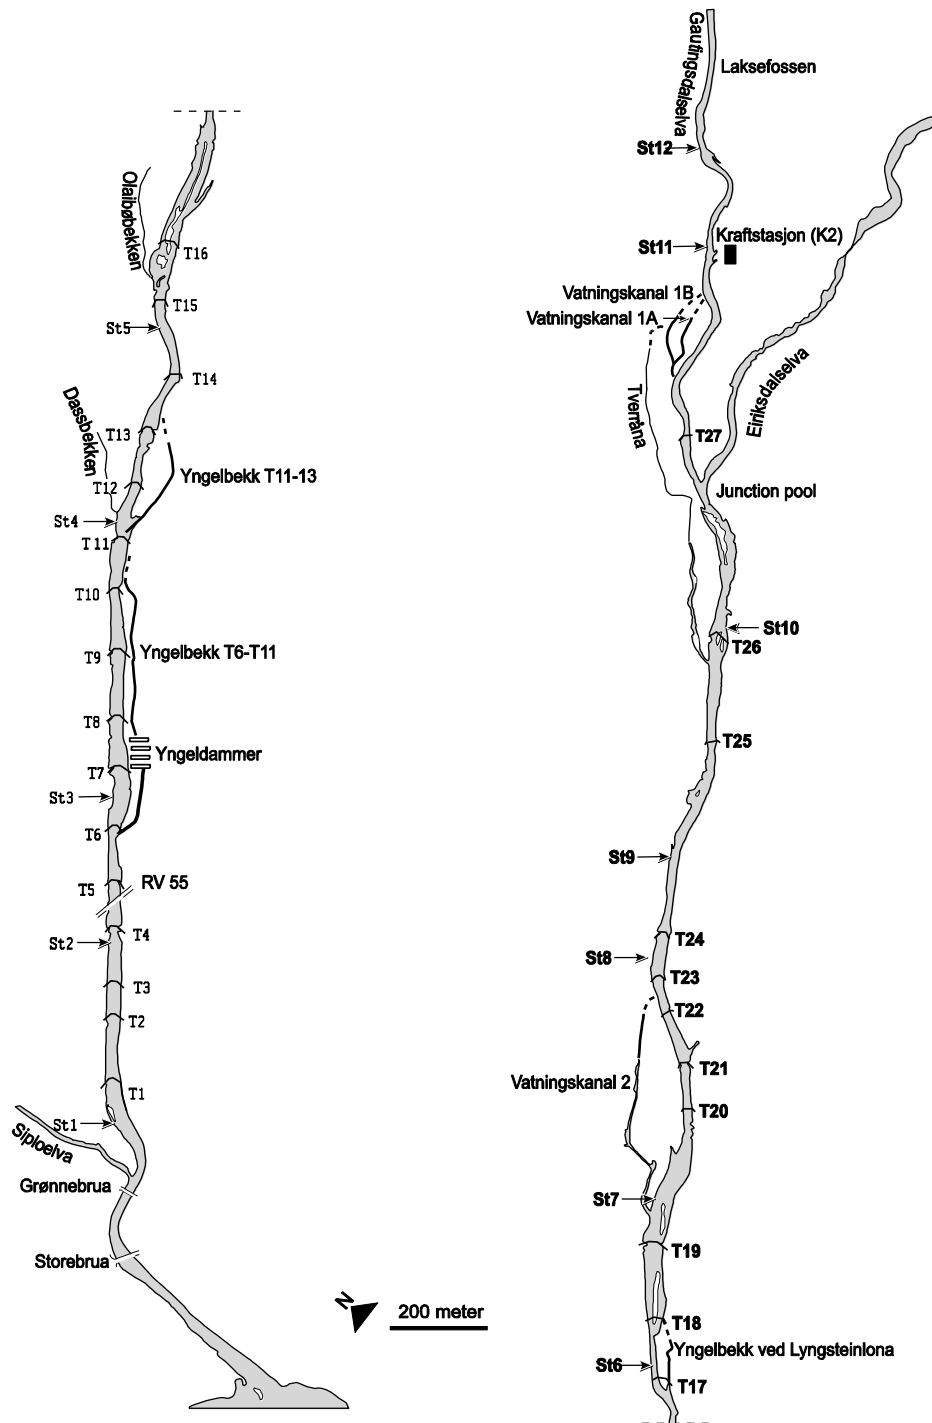 Olaibøbekken
T16
T15
St5
T14
Dassbekken
T13
Yngelbekk T11-13
T12
St4
T11
T10
Yngelbekk T6-T11
T9
T8
Yngeldammer
T7
St3
T6
RV 55
T5
T4
St2
T3
T2
T1
St1
Siploelva
Grønnebrua
Storebrua
N
200 meter
Gautingsdalselva
Laksefossen
St12
Kraftstasjon (K2)
St11
Vatningskanal 1B
Vatningskanal 1A
Tverråna
Eiriksdalselva
T27
Junction pool
St10
T26
T25
St9
T24
St8
T23
T22
T21
Vatningskanal 2
T20
St7
T19
T18
Yngelbekk ved Lyngsteinlona
St6
T17